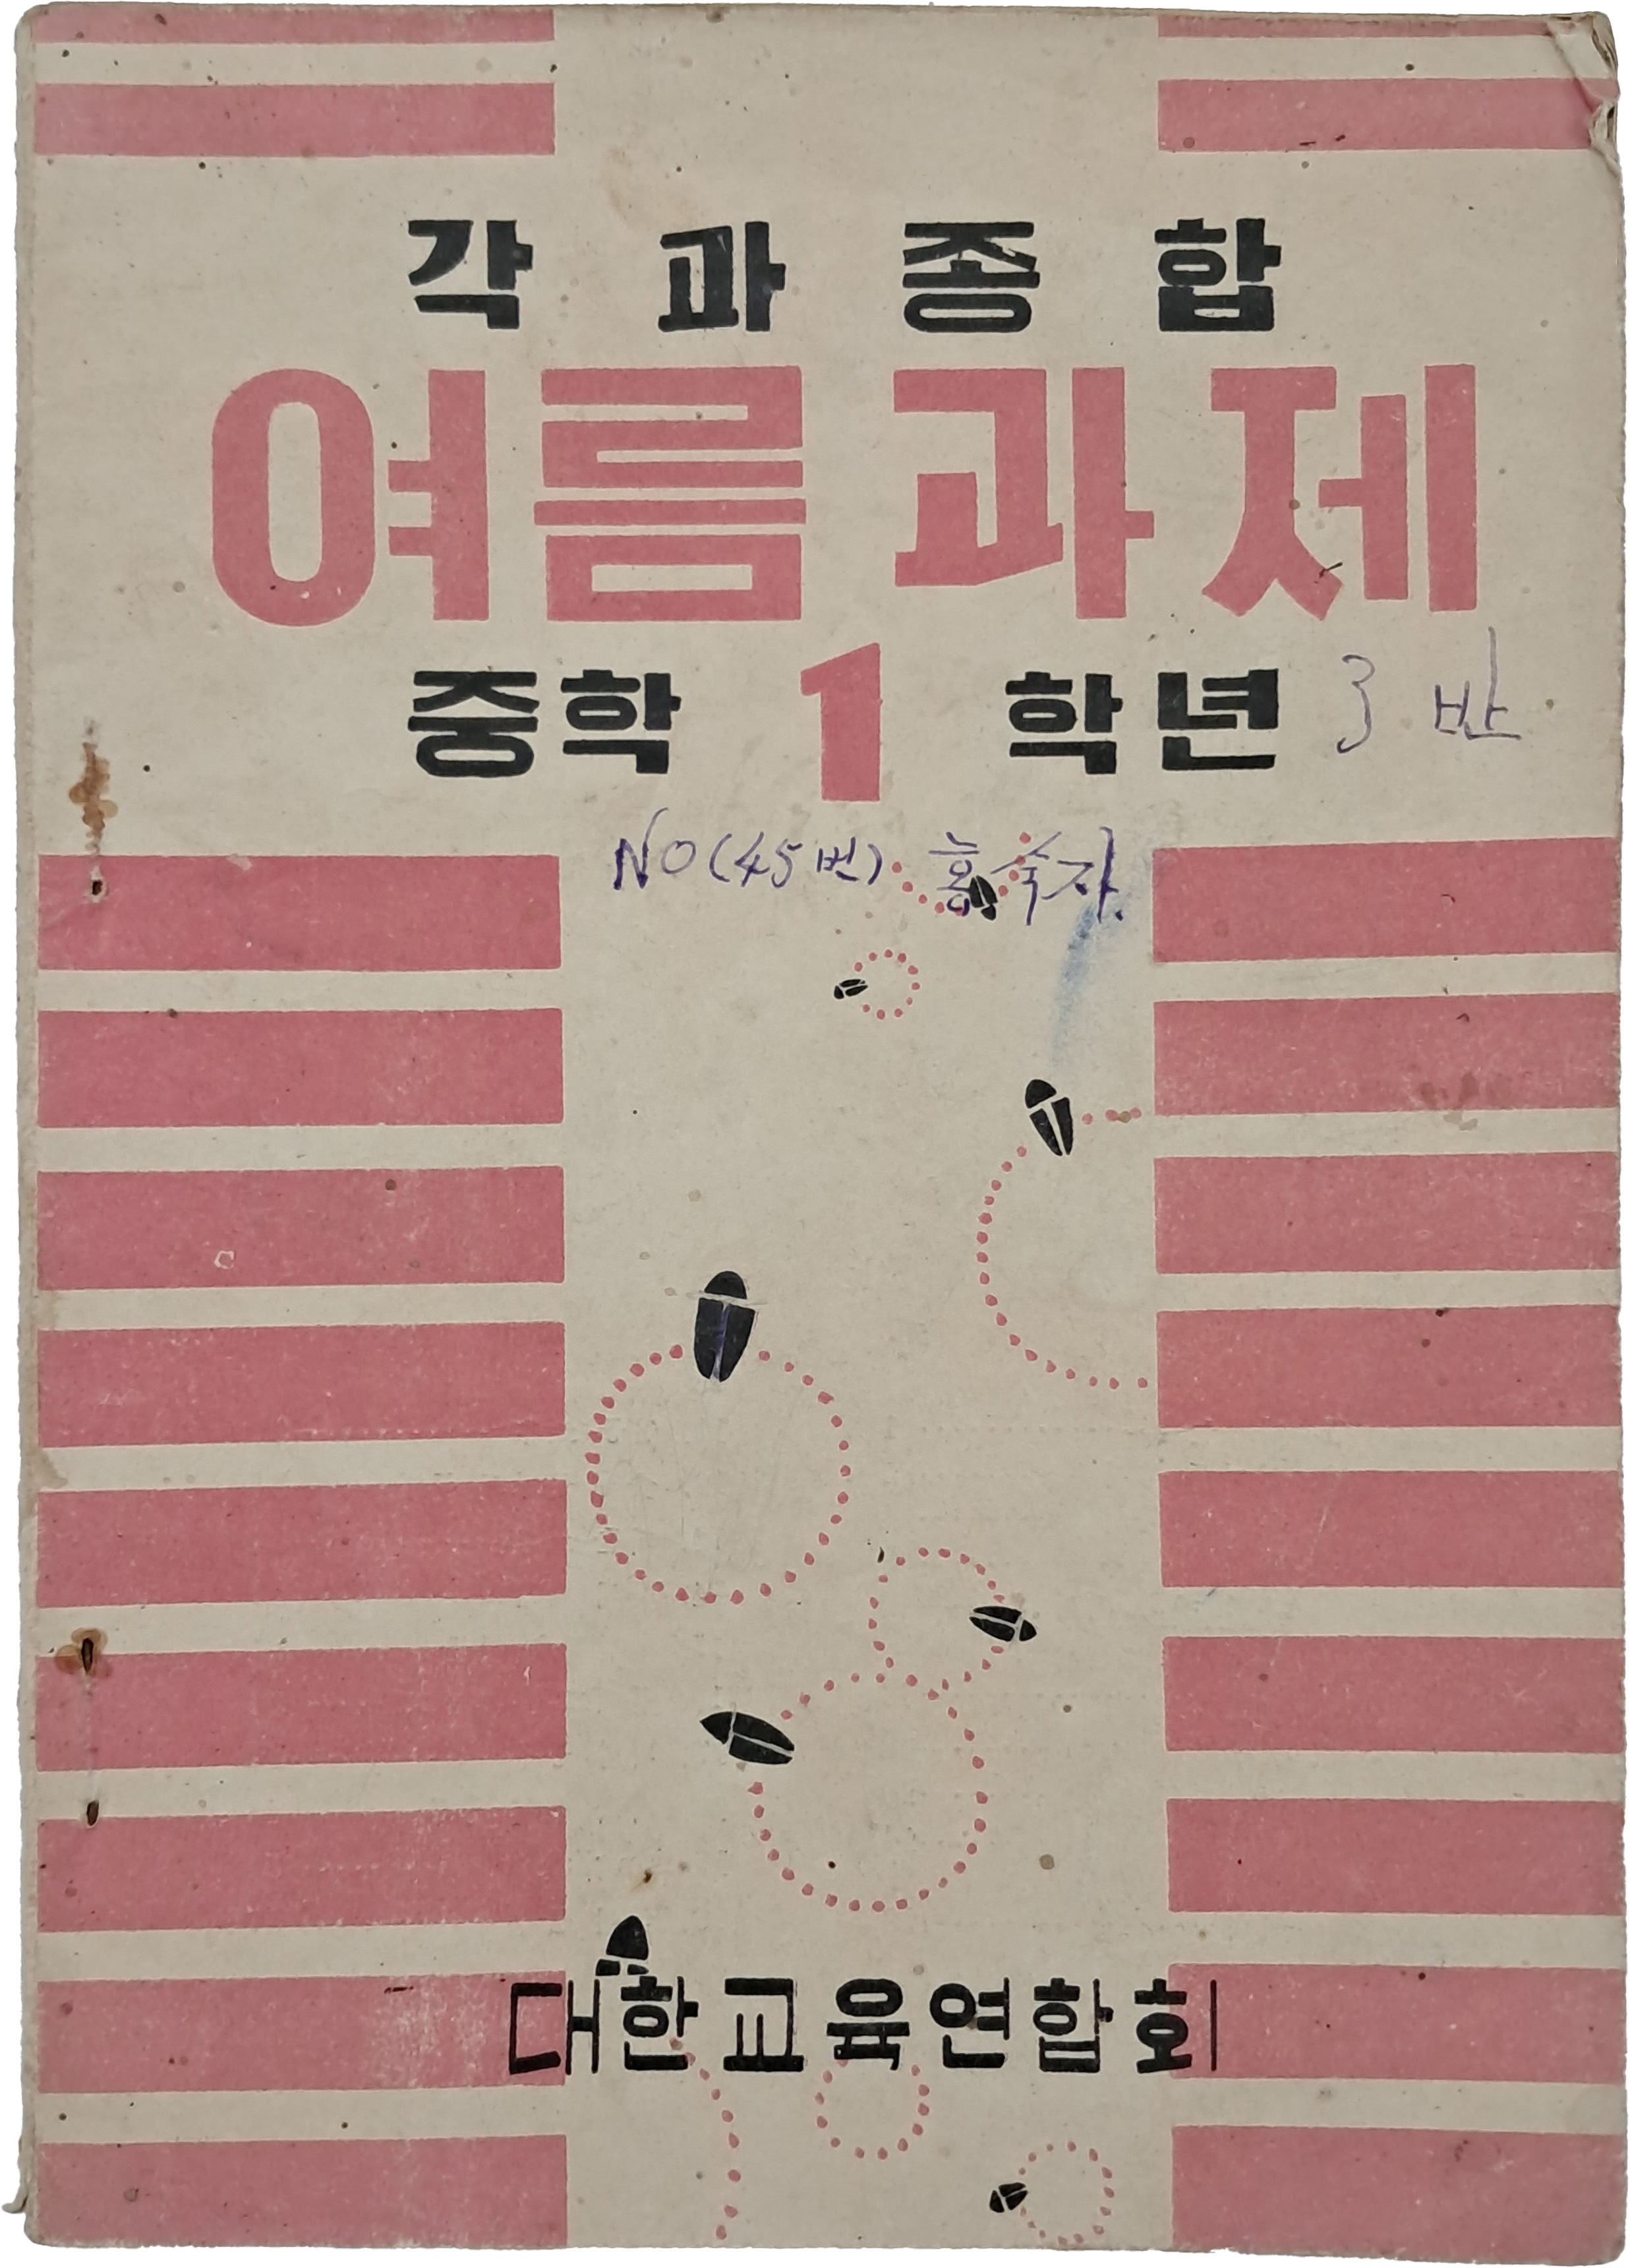 각과종합
여름과제
중학 1 학년 3 반
NO (45번) 홍숙자
대한교육연합회